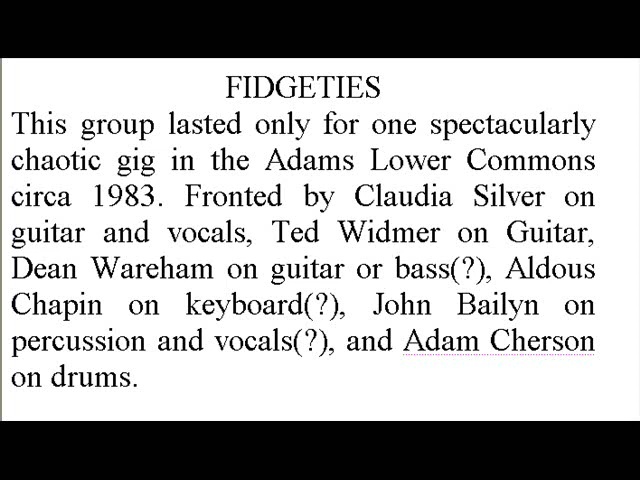 FIDGETIES
This group lasted only for one spectacularly
chaotic gig in the Adams Lower Commons
circa 1983. Fronted by Claudia Silver on
guitar and vocals, Ted Widmer on Guitar,
Dean Wareham on guitar or bass(?), Aldous
Chapin on keyboard(?), John Bailyn on
percussion and vocals(?), and Adam Cherson
on drums.